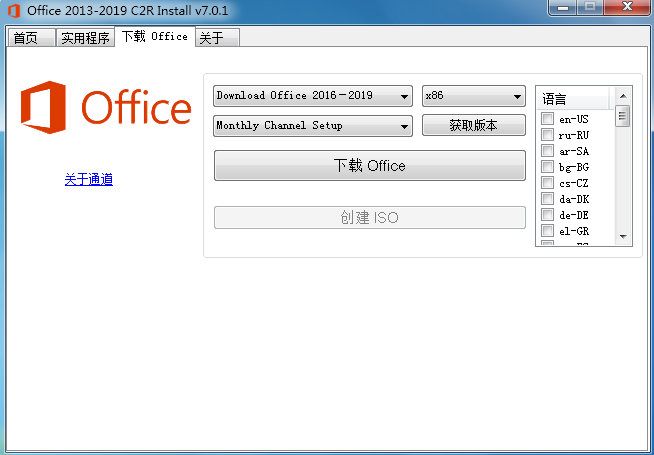 Office 2013-2019 C2R Install v7.0.1
首页 实用程序 下载 Office 关于
Office
关于通道
Download Office 2016-2019 x86
Monthly Channel Setup 获取版本
下载 Office
创建 ISO
语言
en-US
ru-RU
ar-SA
bg-BG
cs-CZ
da-DK
de-DE
el-GR